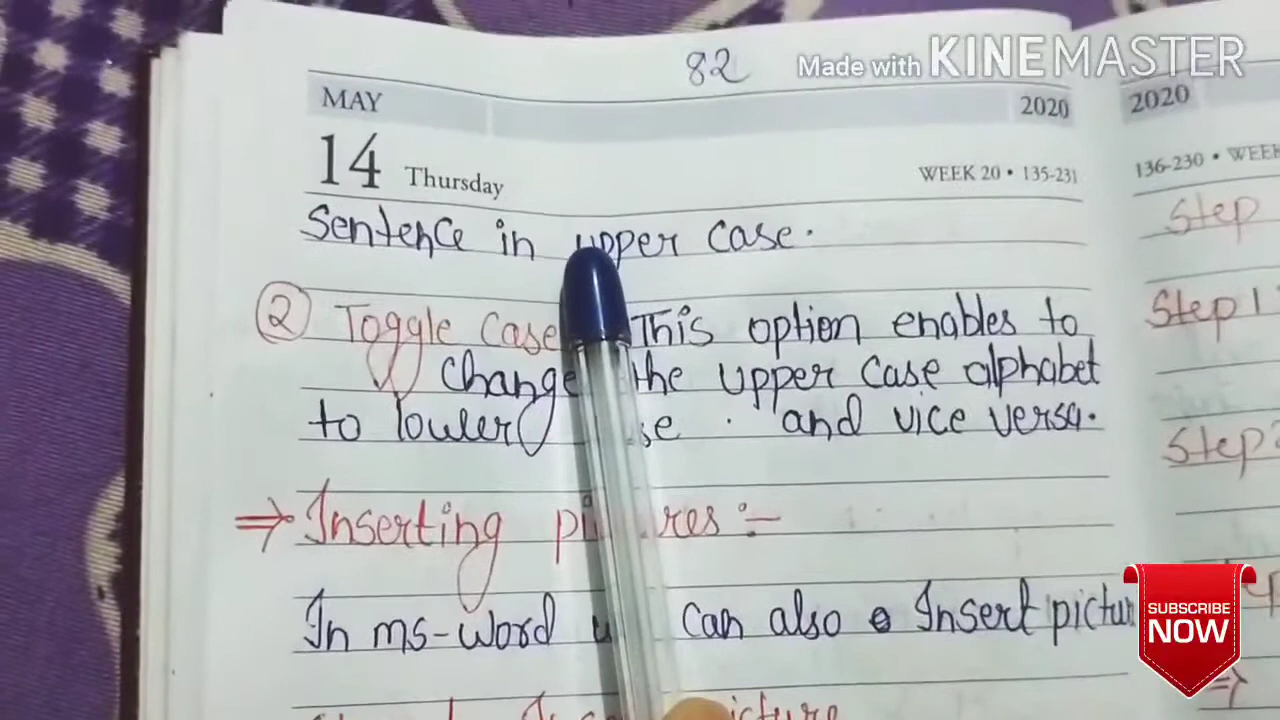 82
Made with KINEMASTER
MAY 2020
14 Thursday WEEK 20 • 135-231
Sentence in upper case.
② Toggle Case This option enables to
change the upper case alphabet
to lower and vice versa.
⇒ Inserting pictures :-
In ms-word can also Insert
2020
136-230 • WEEK
Step
Step 1
Step
SUBSCRIBE
NOW